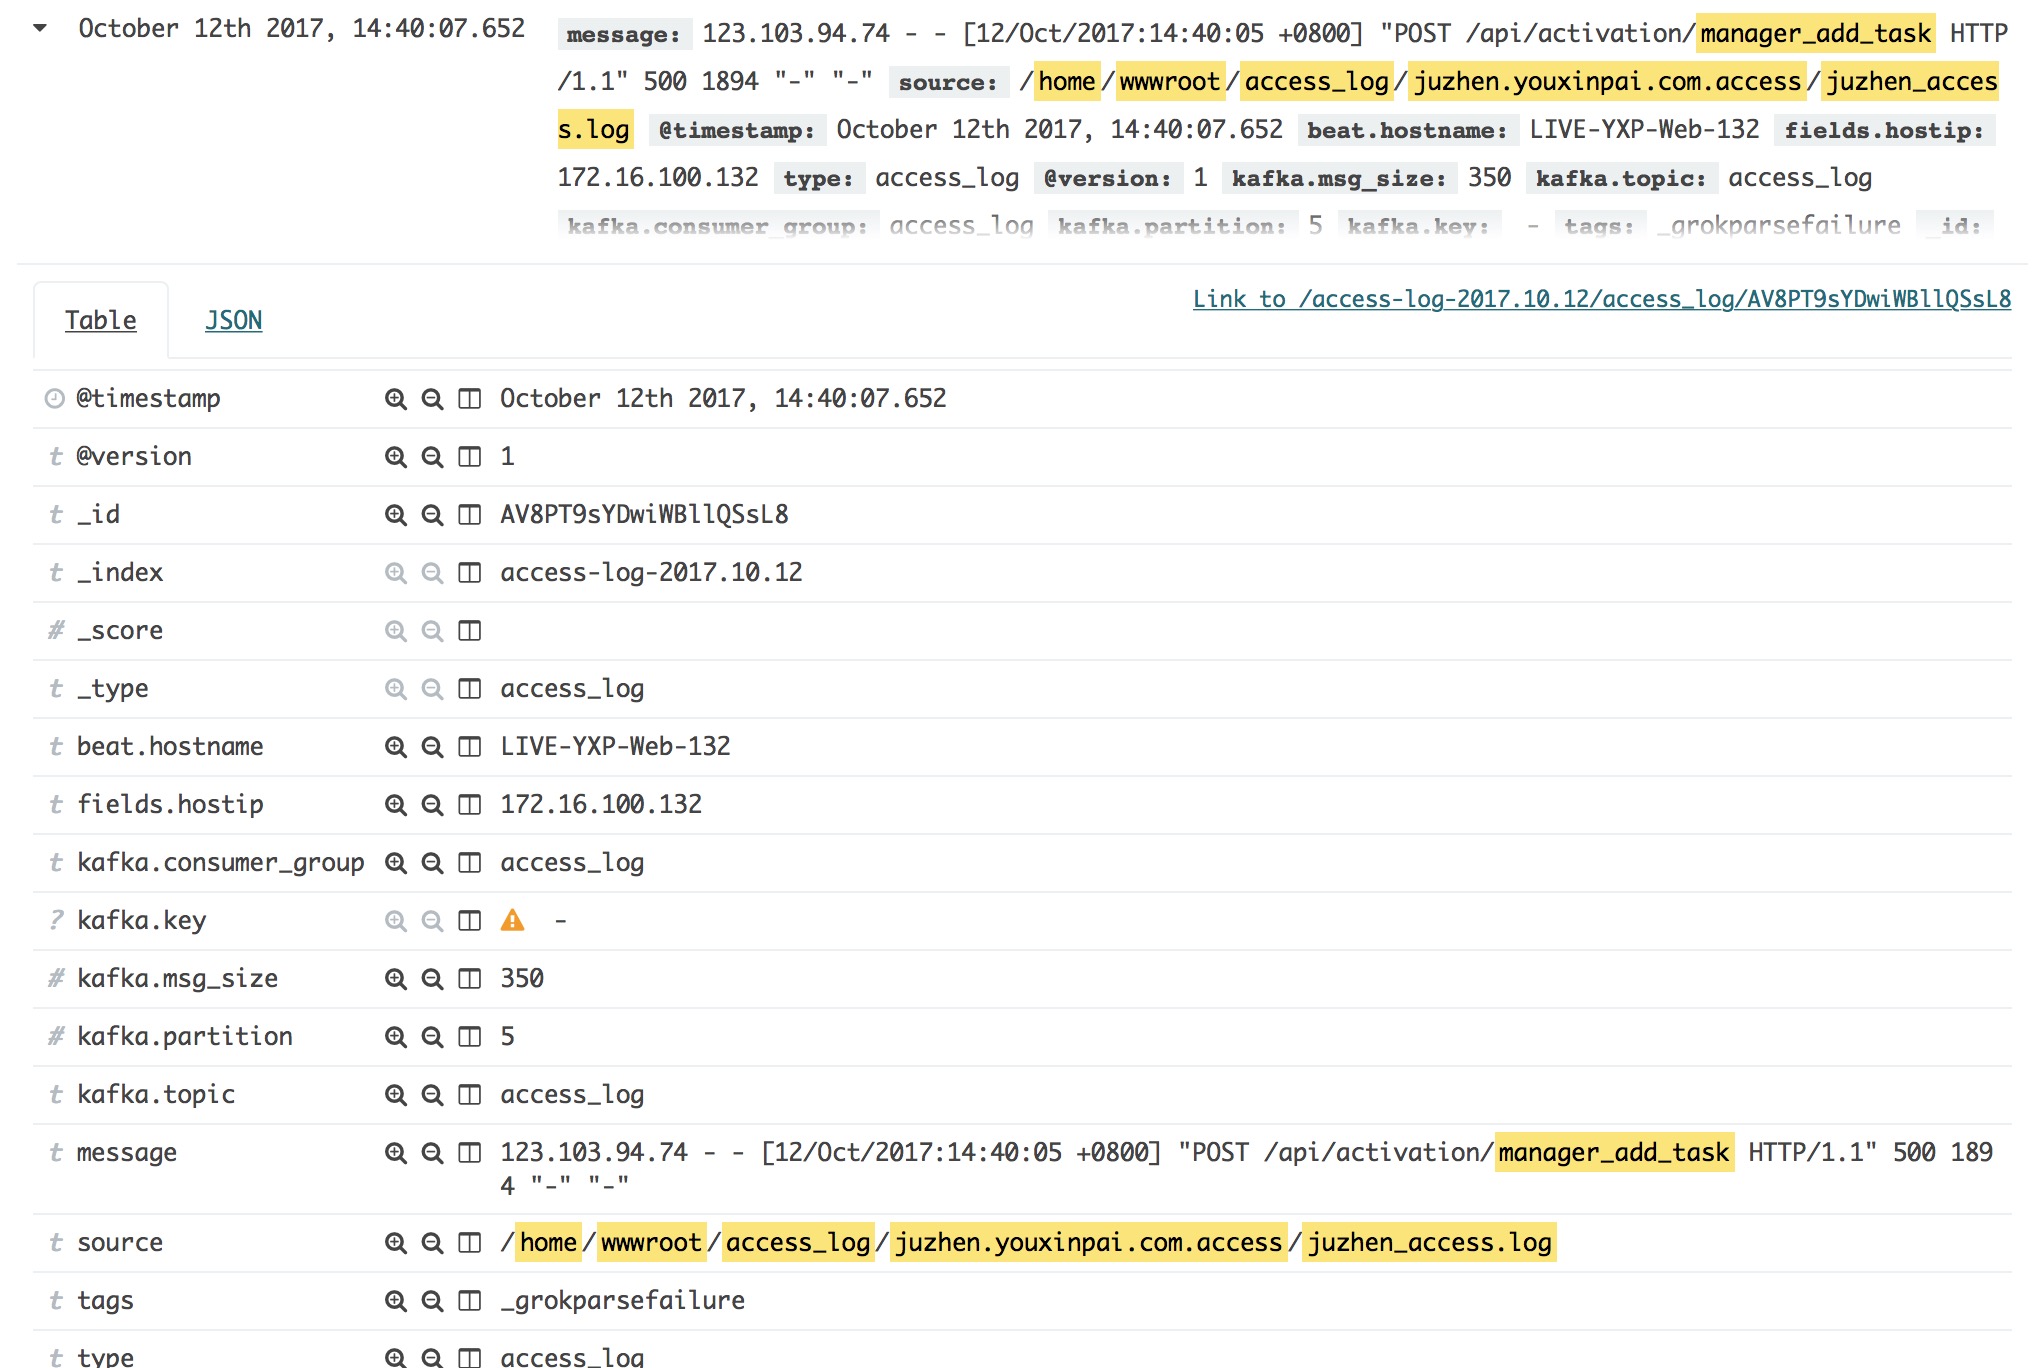 October 12th 2017, 14:40:07.652
message: 123.103.94.74 - - [12/Oct/2017:14:40:05 +0800] "POST /api/activation/manager_add_task HTTP
/1.1" 500 1894 "-" "-" source: /home/wwwroot/access_log/juzhen.youxinpai.com.access/juzhen_acces
s.log @timestamp: October 12th 2017, 14:40:07.652 beat.hostname: LIVE-YXP-Web-132 fields.hostip:
172.16.100.132 type: access_log @version: 1 kafka.msg_size: 350 kafka.topic: access_log
kafka.consumer_group: access_log kafka.partition: 5 kafka.key: - tags: _grokparsefailure _id:
Table JSON Link to /access-log-2017.10.12/access_log/AV8PT9sYDwiWBllQSsL8
@timestamp October 12th 2017, 14:40:07.652
t @version 1
t _id AV8PT9sYDwiWBllQSsL8
t _index access-log-2017.10.12
# _score
t _type access_log
t beat.hostname LIVE-YXP-Web-132
t fields.hostip 172.16.100.132
t kafka.consumer_group access_log
? kafka.key -
# kafka.msg_size 350
# kafka.partition 5
t kafka.topic access_log
t message 123.103.94.74 - - [12/Oct/2017:14:40:05 +0800] "POST /api/activation/manager_add_task HTTP/1.1" 500 189
4 "-" "-"
t source /home/wwwroot/access_log/juzhen.youxinpai.com.access/juzhen_access.log
t tags _grokparsefailure
t type access_log